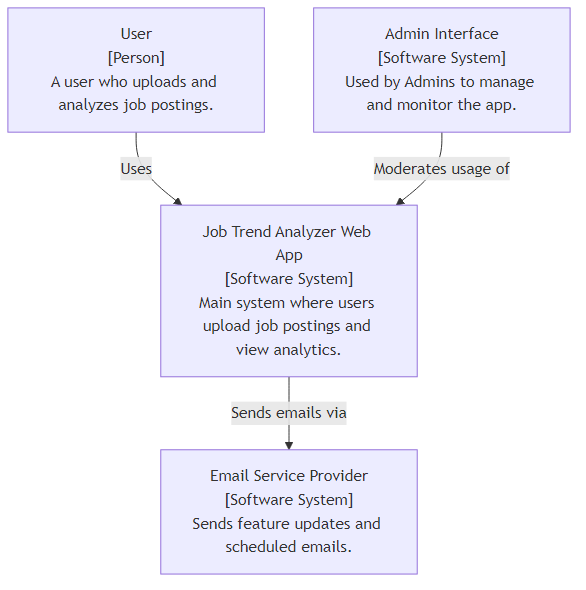 User
[Person]
A user who uploads and
analyzes job postings.
Admin Interface
[Software System]
Used by Admins to manage
and monitor the app.
Uses
Moderates usage of
Job Trend Analyzer Web
App
[Software System]
Main system where users
upload job postings and
view analytics.
Sends emails via
Email Service Provider
[Software System]
Sends feature updates and
scheduled emails.